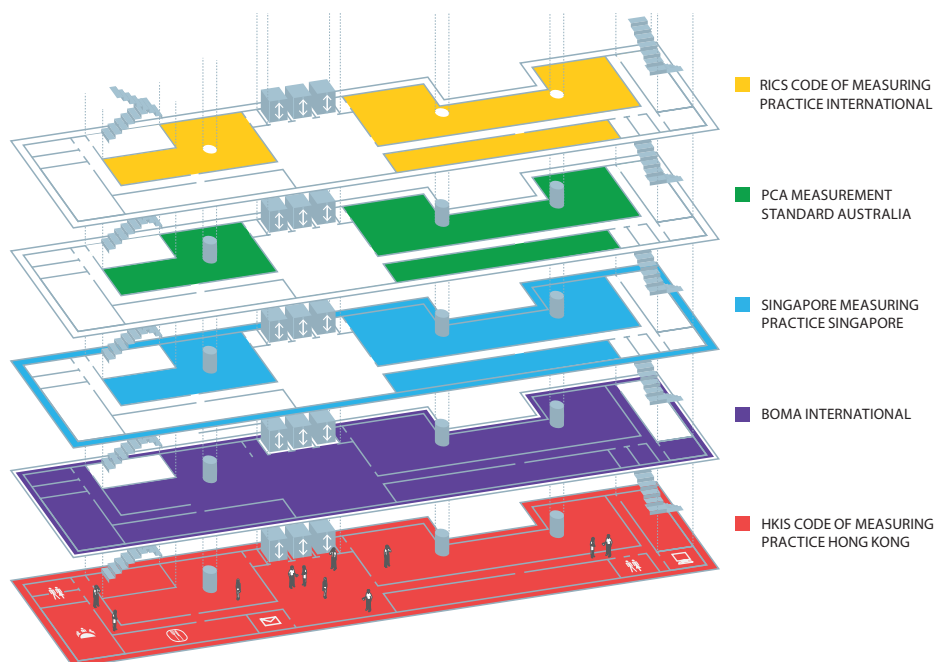 RICS CODE OF MEASURING
PRACTICE INTERNATIONAL
PCA MEASUREMENT
STANDARD AUSTRALIA
SINGAPORE MEASURING
PRACTICE SINGAPORE
BOMA INTERNATIONAL
HKIS CODE OF MEASURING
PRACTICE HONG KONG